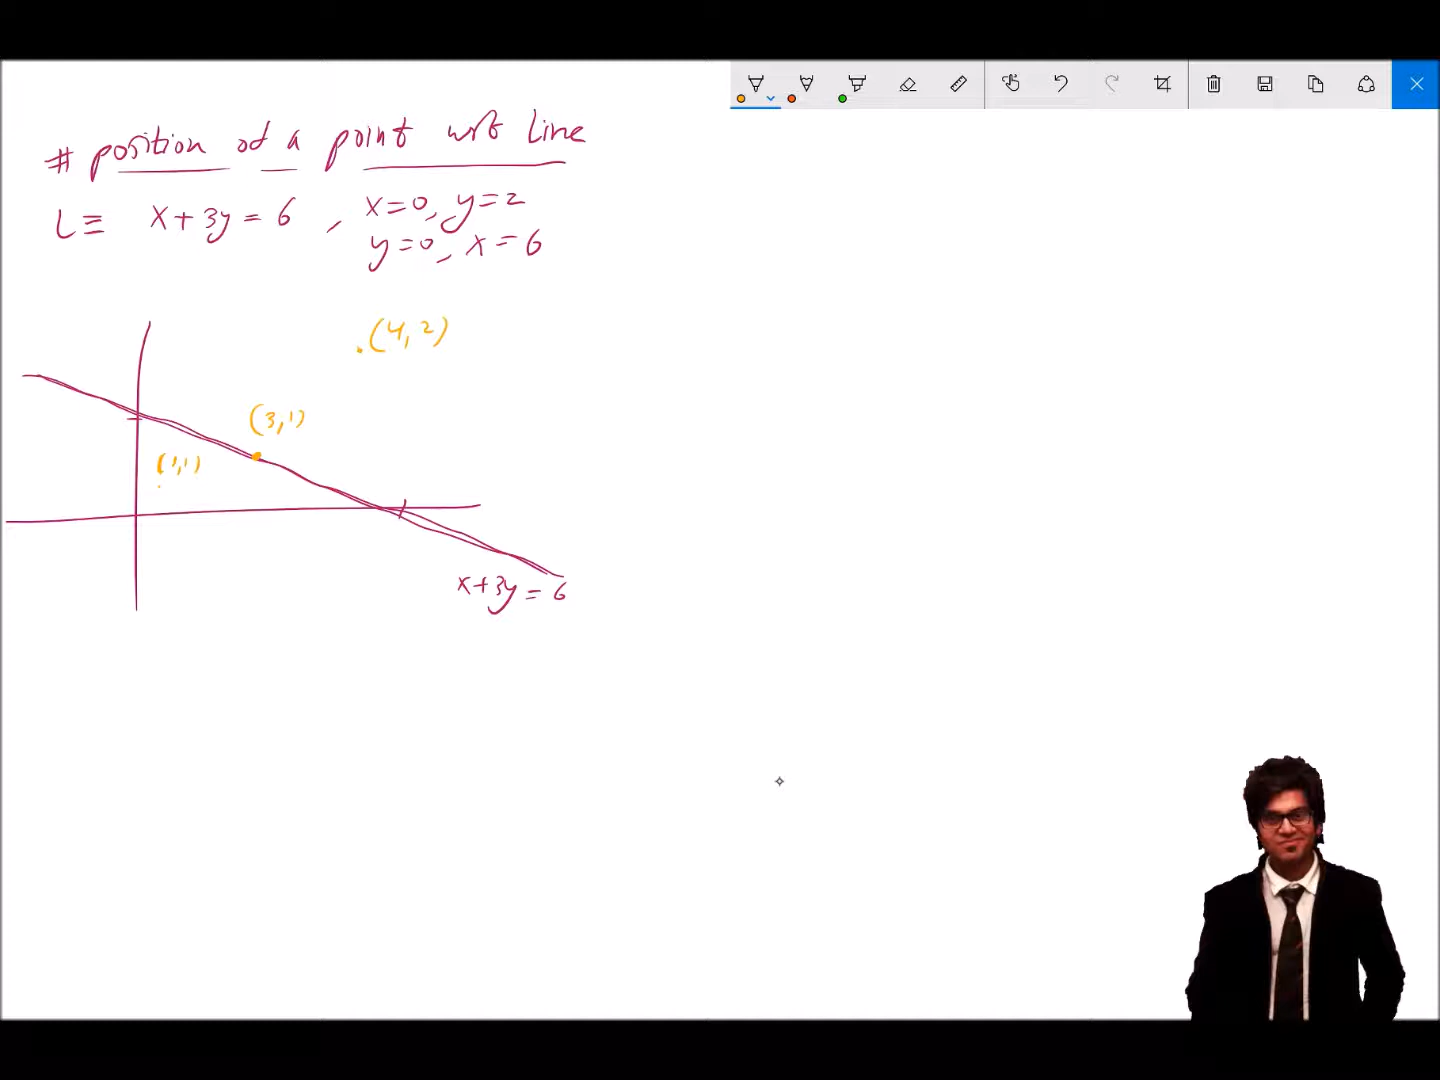 # position of a point wrt line
L≡ x+3y=6, x=0, y=2
y=0, x=6
.(4,2)
(3,1)
(1,1)
x+3y=6